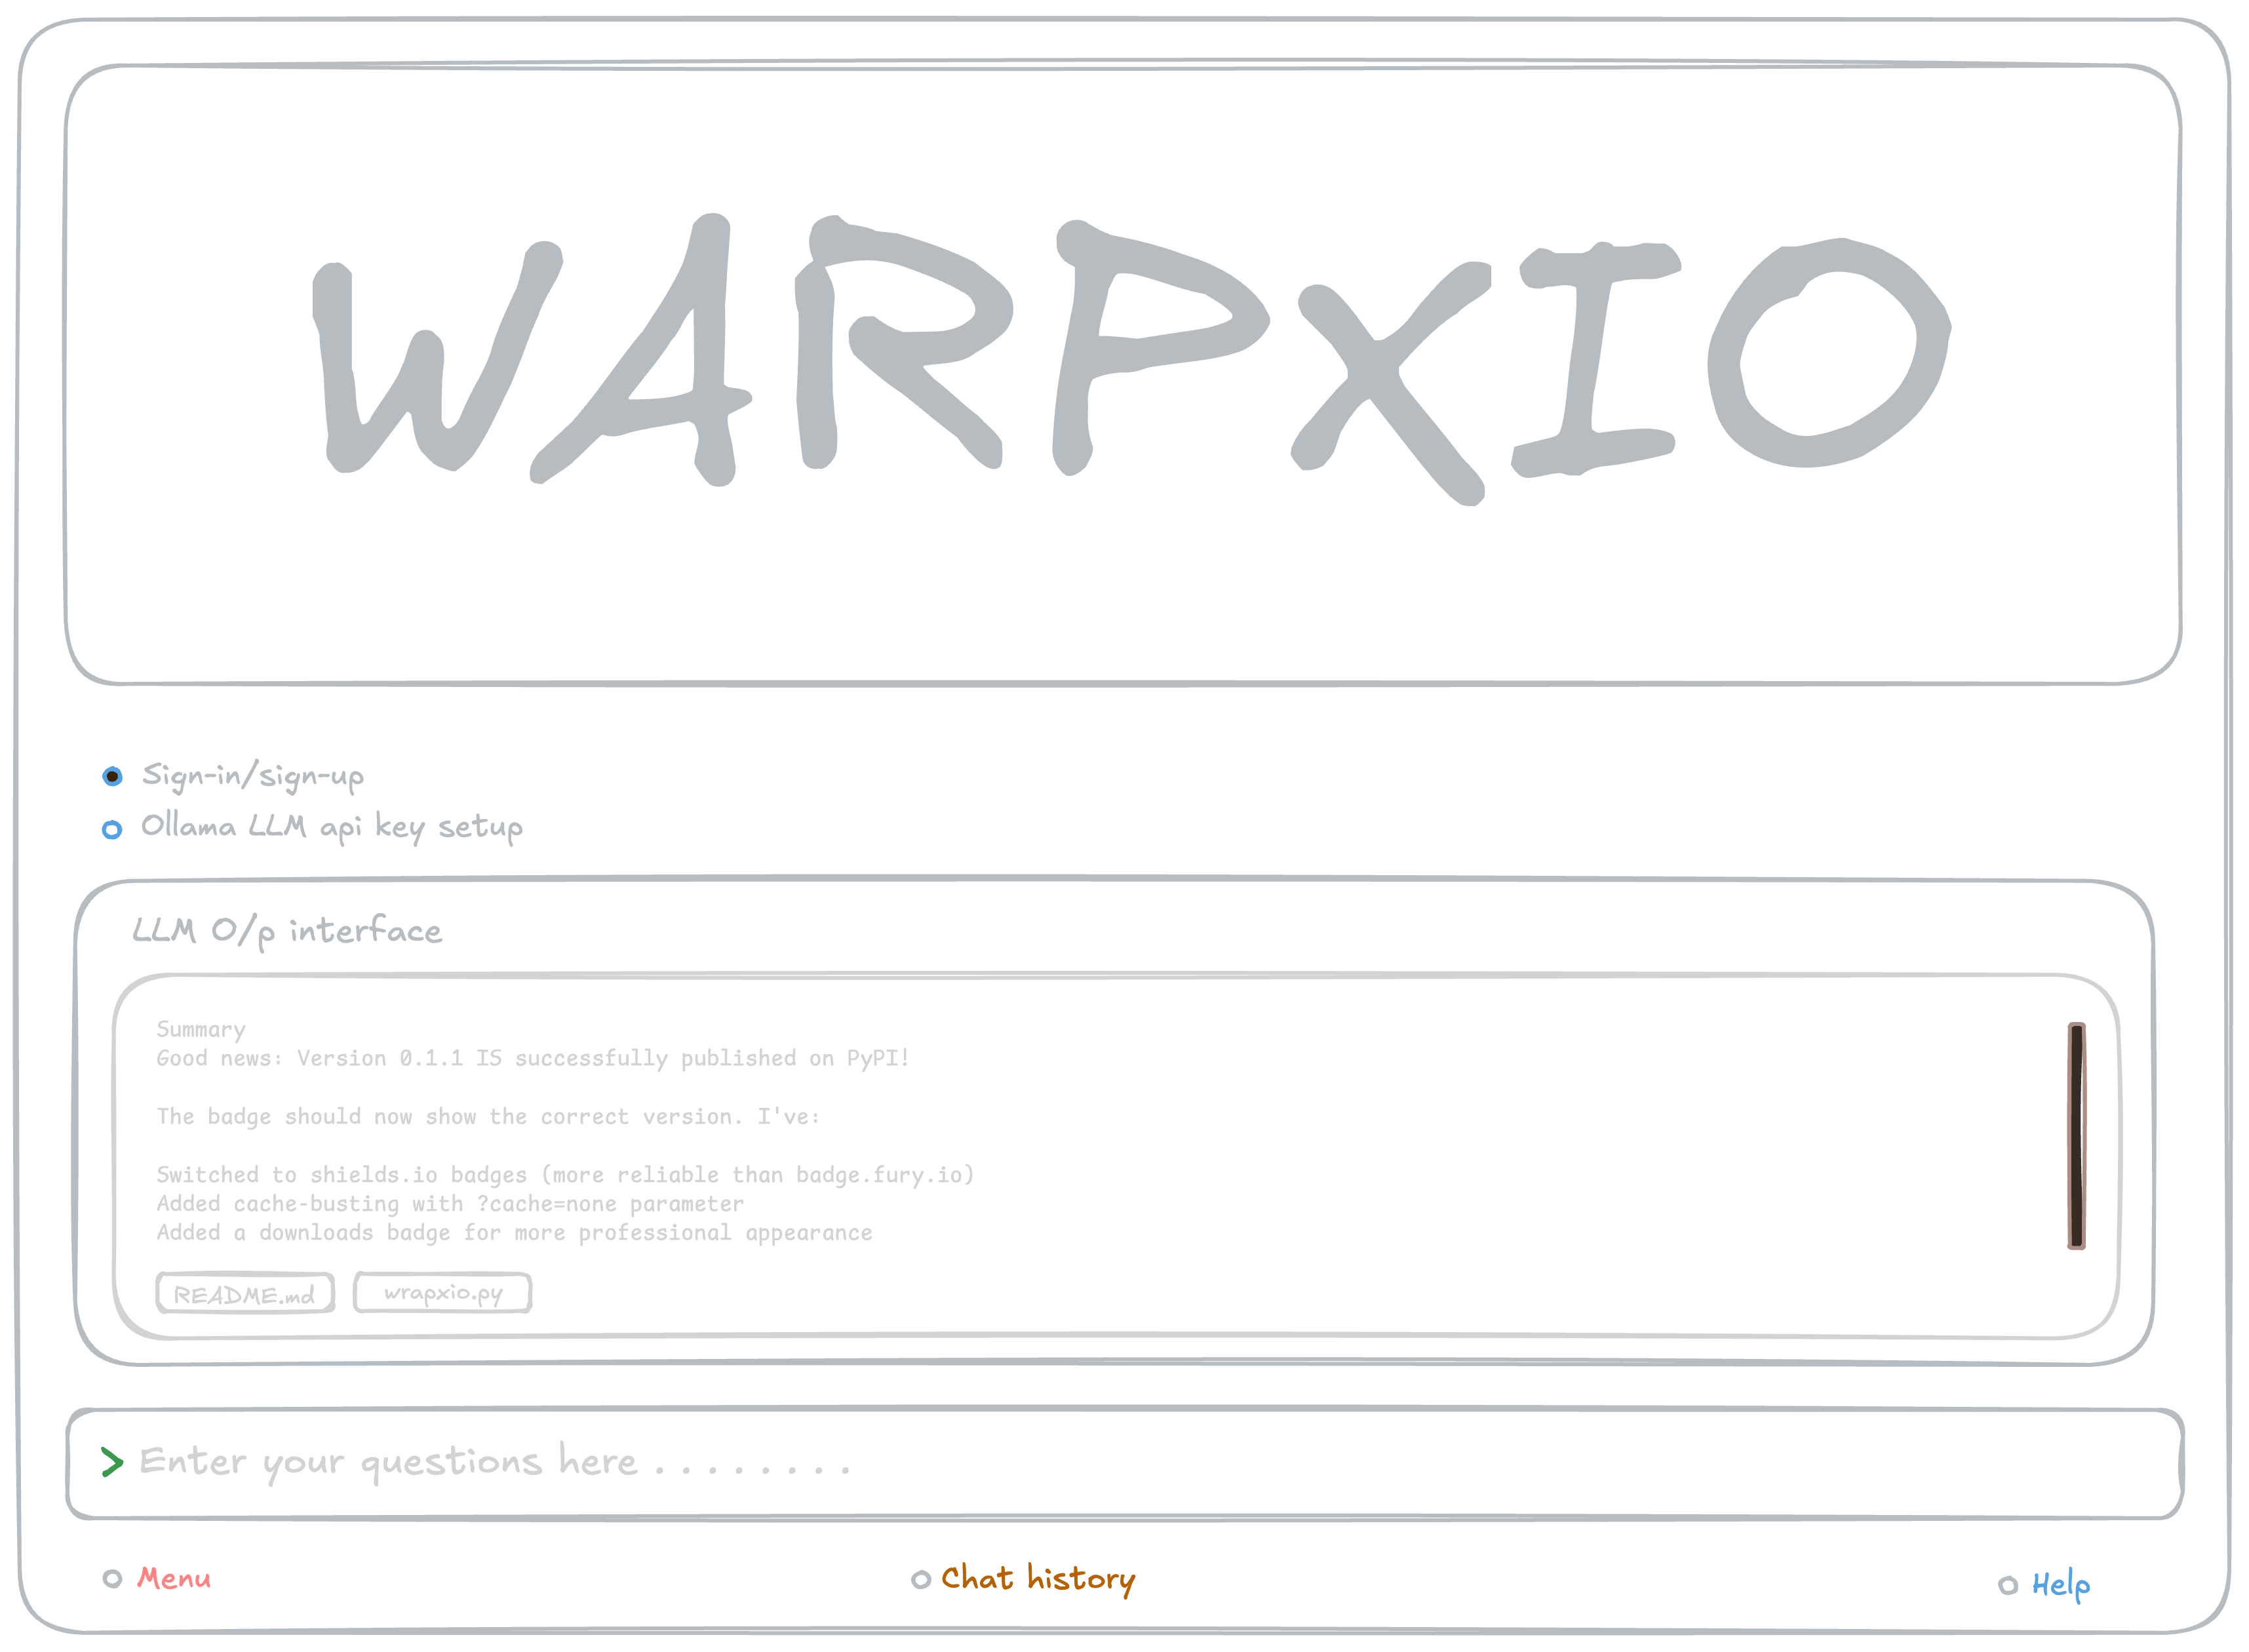 WARPXIO
Sign-in/sign-up
Ollama LLM api key setup
LLM O/p interface
Summary
Good news: Version 0.1.1 IS successfully published on PyPI!
The badge should now show the correct version. I've:
Switched to shields.io badges (more reliable than badge.fury.io)
Added cache-busting with ?cache=none parameter
Added a downloads badge for more professional appearance
README.md wrapxio.py
> Enter your questions here ........
Menu Chat history Help